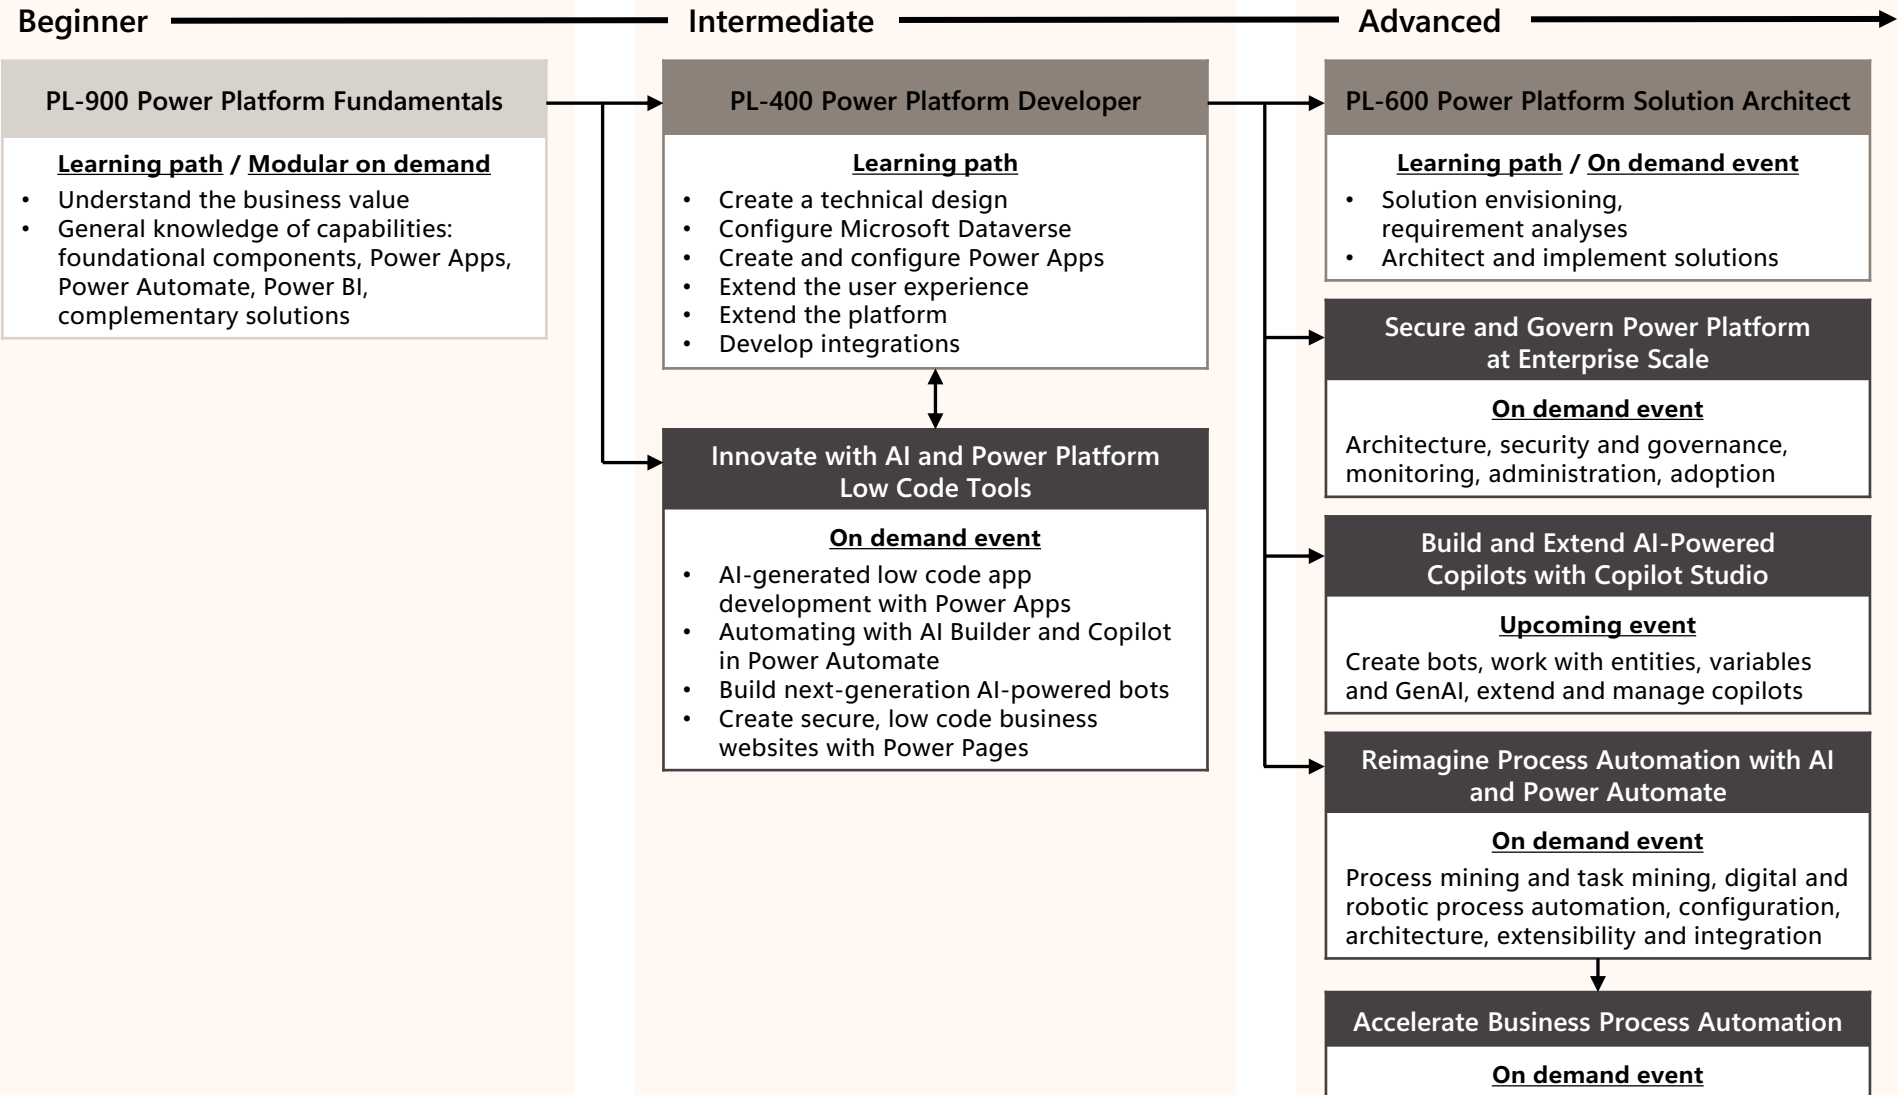 Beginner
Intermediate
Advanced
PL-900 Power Platform Fundamentals
Learning path / Modular on demand
• Understand the business value
• General knowledge of capabilities:
foundational components, Power Apps,
Power Automate, Power BI,
complementary solutions
PL-400 Power Platform Developer
Learning path
• Create a technical design
• Configure Microsoft Dataverse
• Create and configure Power Apps
• Extend the user experience
• Extend the platform
• Develop integrations
Innovate with AI and Power Platform
Low Code Tools
On demand event
• AI-generated low code app
development with Power Apps
• Automating with AI Builder and Copilot
in Power Automate
• Build next-generation AI-powered bots
• Create secure, low code business
websites with Power Pages
PL-600 Power Platform Solution Architect
Learning path / On demand event
• Solution envisioning,
requirement analyses
• Architect and implement solutions
Secure and Govern Power Platform
at Enterprise Scale
On demand event
Architecture, security and governance,
monitoring, administration, adoption
Build and Extend AI-Powered
Copilots with Copilot Studio
Upcoming event
Create bots, work with entities, variables
and GenAI, extend and manage copilots
Reimagine Process Automation with AI
and Power Automate
On demand event
Process mining and task mining, digital and
robotic process automation, configuration,
architecture, extensibility and integration
Accelerate Business Process Automation
On demand event